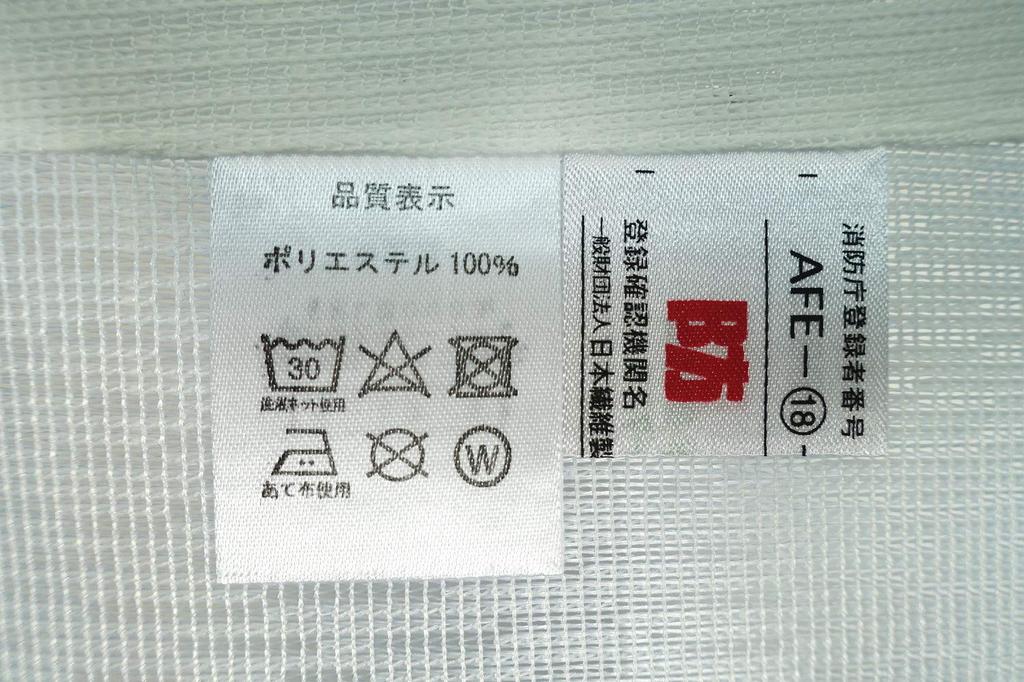 品質表示
ポリエステル 100%
30
洗濯ネット使用
あて布使用
W
消防庁登録者番号
AFE－⑱－
防炎
登録確認機関名
一般財団法人日本繊維製